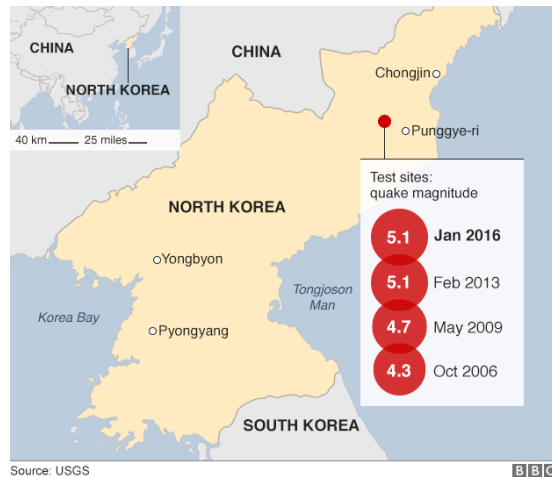 CHINA
NORTH KOREA
40 km
25 miles
CHINA
Chongjin
Punggye-ri
Test sites:
quake magnitude
NORTH KOREA
5.1 Jan 2016
Yongbyon
5.1 Feb 2013
Tongjoson
Man
Korea Bay
4.7 May 2009
Pyongyang
4.3 Oct 2006
SOUTH KOREA
Source: USGS
BBC